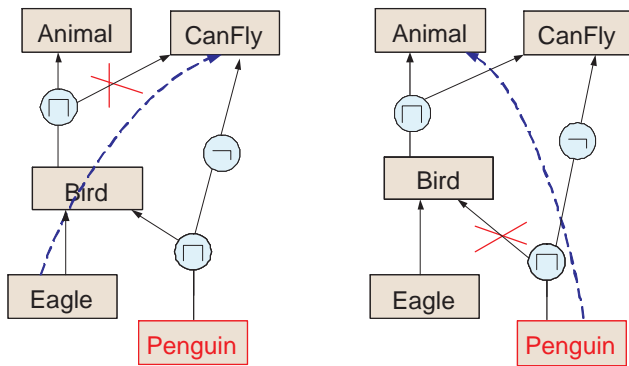 Animal
CanFly
⊓
¬
Bird
⊓
Eagle
Penguin
Animal
CanFly
⊓
¬
Bird
⊓
Eagle
Penguin